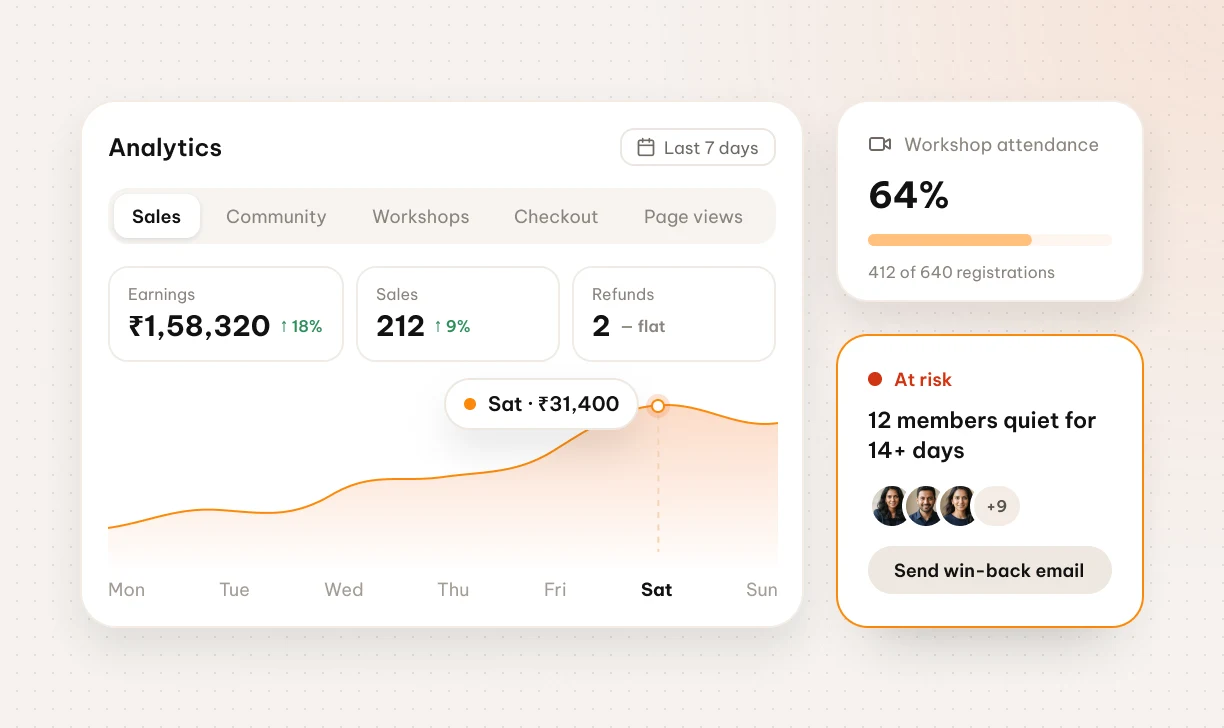 Analytics
Last 7 days
Sales
Community
Workshops
Checkout
Page views
Earnings
₹1,58,320 ↑ 18%
Sales
212 ↑ 9%
Refunds
2 – flat
Sat · ₹31,400
Mon
Tue
Wed
Thu
Fri
Sat
Sun
Workshop attendance
64%
412 of 640 registrations
At risk
12 members quiet for
14+ days
+9
Send win-back email